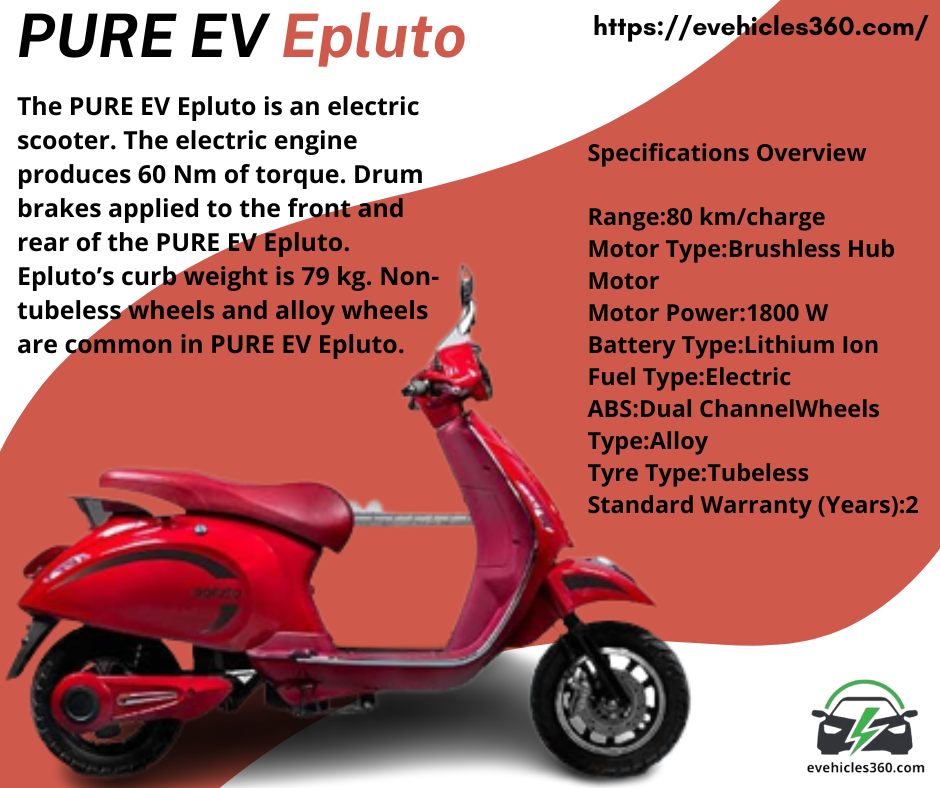 PURE EV Epluto
https://evehicles360.com/
The PURE EV Epluto is an electric
scooter. The electric engine
produces 60 Nm of torque. Drum
brakes applied to the front and
rear of the PURE EV Epluto.
Epluto’s curb weight is 79 kg. Non-
tubeless wheels and alloy wheels
are common in PURE EV Epluto.
Specifications Overview
Range:80 km/charge
Motor Type:Brushless Hub
Motor
Motor Power:1800 W
Battery Type:Lithium Ion
Fuel Type:Electric
ABS:Dual ChannelWheels
Type:Alloy
Tyre Type:Tubeless
Standard Warranty (Years):2
evehicles360.com